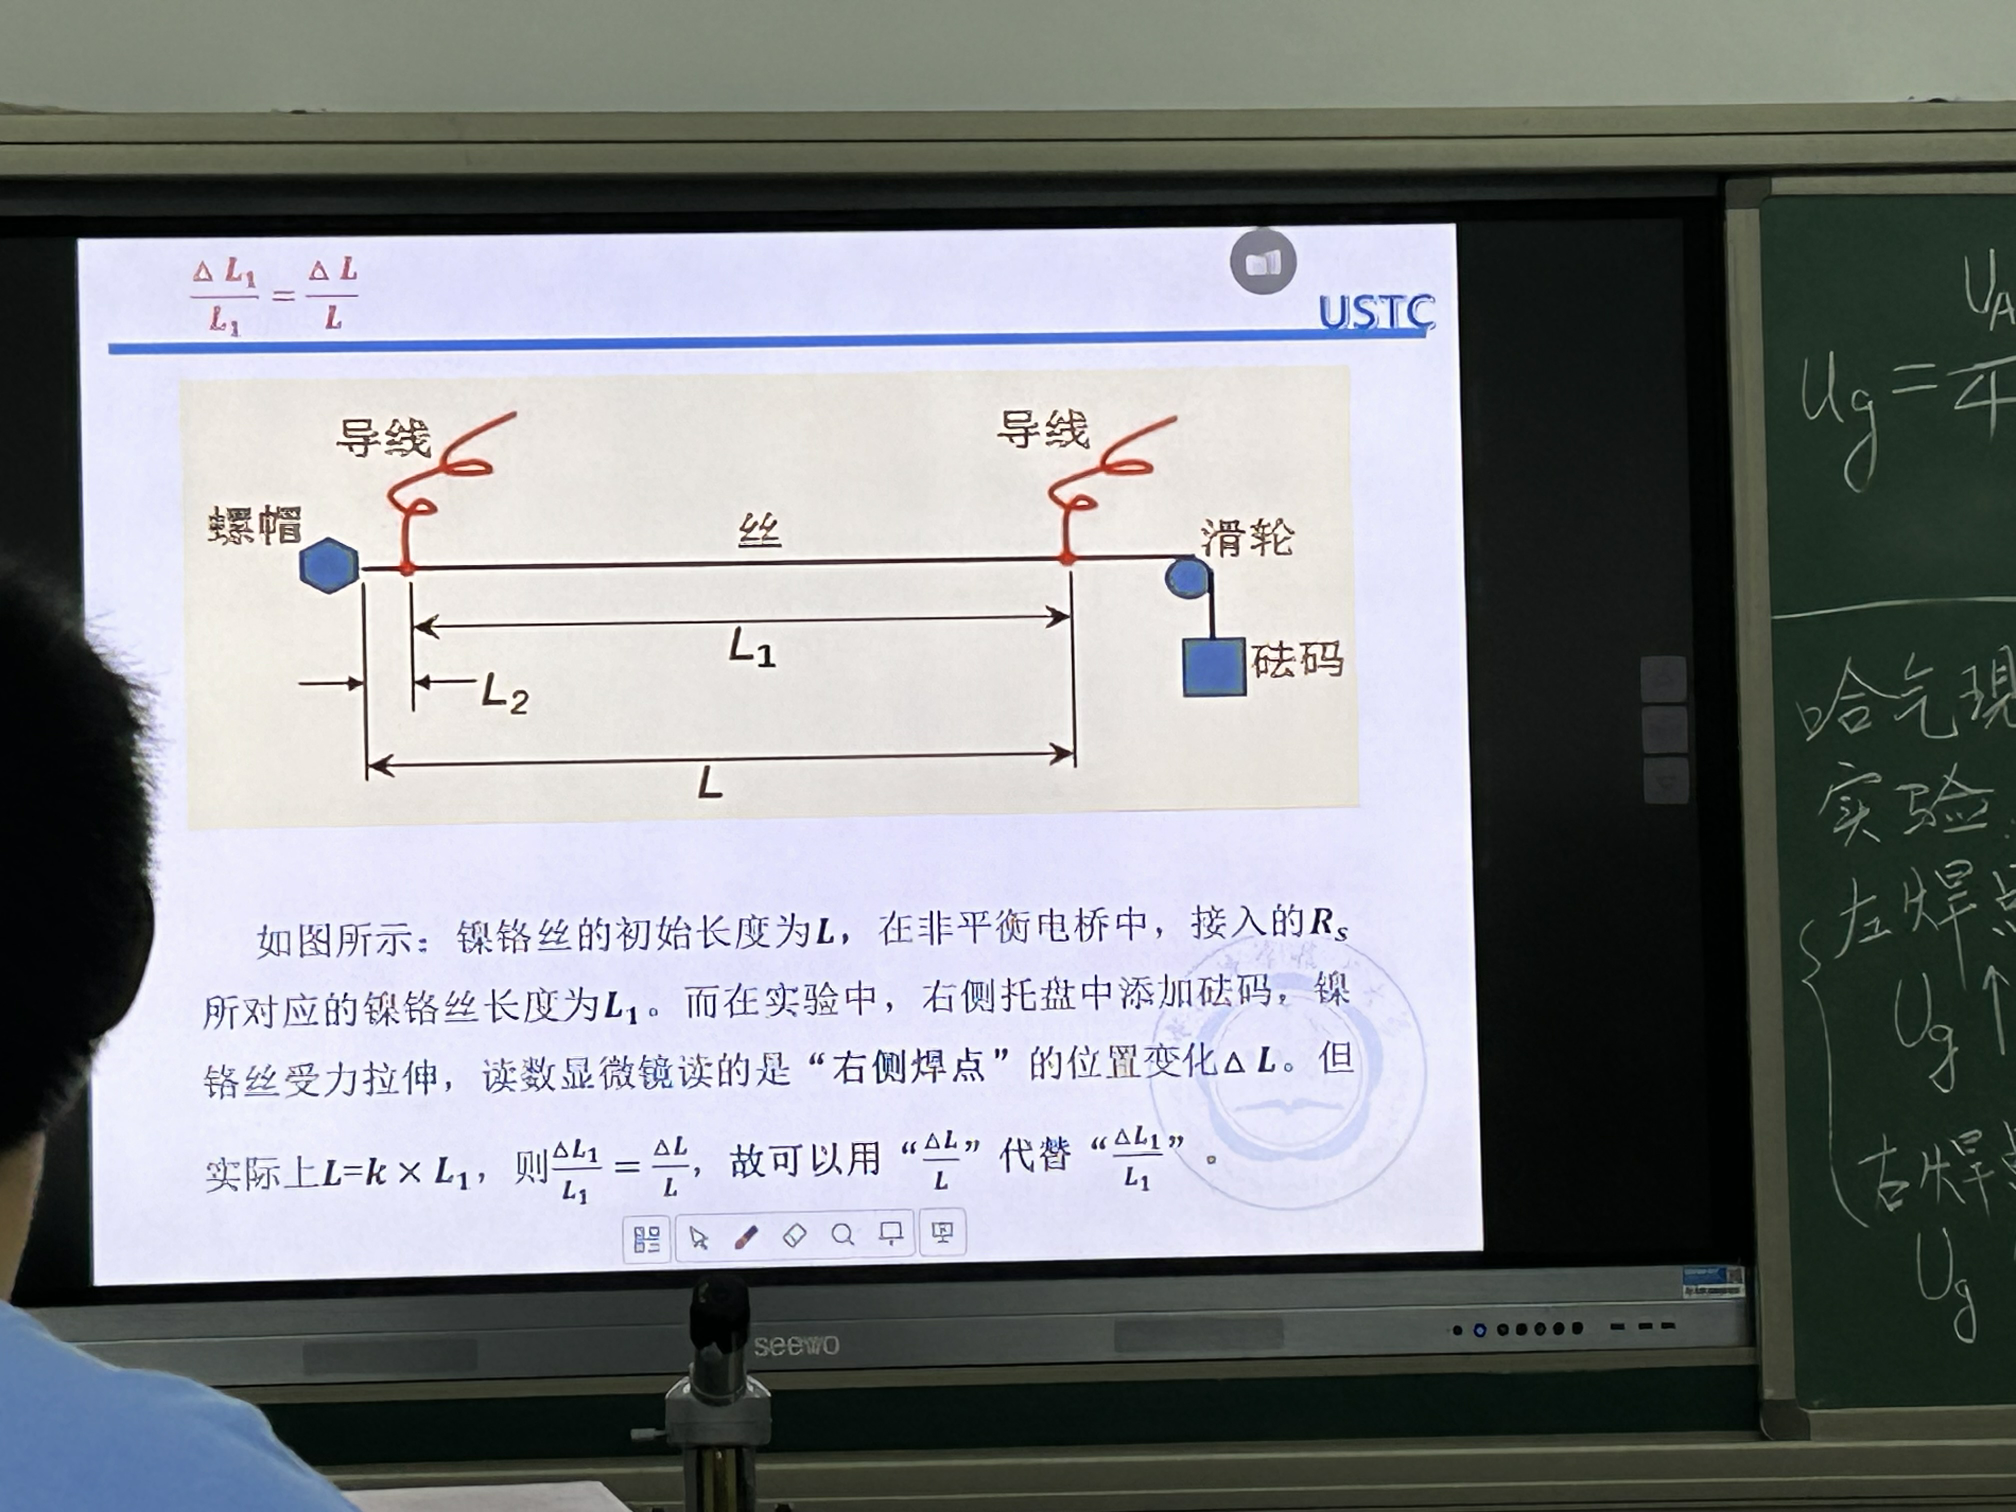 ΔL₁/L₁ = ΔL/L
USTC
导线
导线
螺帽
丝
滑轮
L₁
砝码
L₂
L
如图所示：镍铬丝的初始长度为L，在非平衡电桥中，接入的Rₛ
所对应的镍铬丝长度为L₁。而在实验中，右侧托盘中添加砝码，镍
铬丝受力拉伸，读数显微镜读的是“右侧焊点”的位置变化ΔL。但
实际上L=k×L₁，则ΔL₁/L₁ = ΔL/L，故可以用“ΔL/L”代替“ΔL₁/L₁”。
seewo
Ug=
哈气现
实验
左焊点
Ug↑
右焊点
Ug